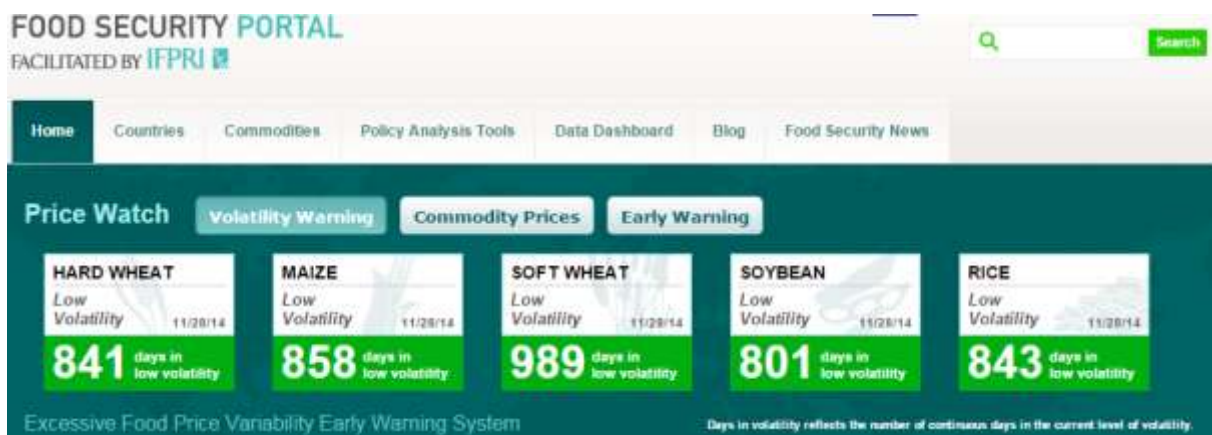 FOOD SECURITY PORTAL
FACILITATED BY IFPRI
Search
Home Countries Commodities Policy Analysis Tools Data Dashboard Blog Food Security News
Price Watch Volatility Warning Commodity Prices Early Warning
HARD WHEAT MAIZE SOFT WHEAT SOYBEAN RICE
Low Low Low Low Low
Volatility 11/28/14 Volatility 11/28/14 Volatility 11/28/14 Volatility 11/28/14 Volatility 11/28/14
841 days in low volatility 858 days in low volatility 989 days in low volatility 801 days in low volatility 843 days in low volatility
Excessive Food Price Variability Early Warning System Days in volatility reflects the number of continuous days in the current level of volatility.